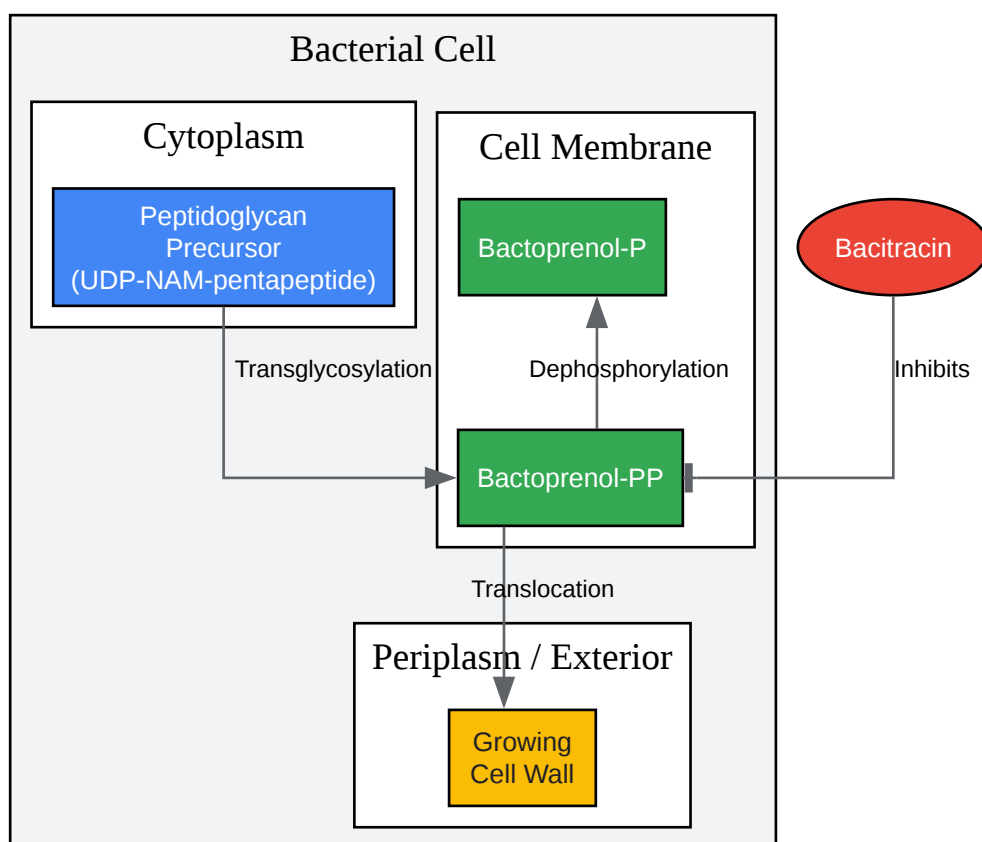 Bacterial Cell
Cytoplasm
Peptidoglycan
Precursor
(UDP-NAM-pentapeptide)
Cell Membrane
Bactoprenol-P
Bacitracin
Transglycosylation
Dephosphorylation
Inhibits
Bactoprenol-PP
Translocation
Periplasm / Exterior
Growing
Cell Wall